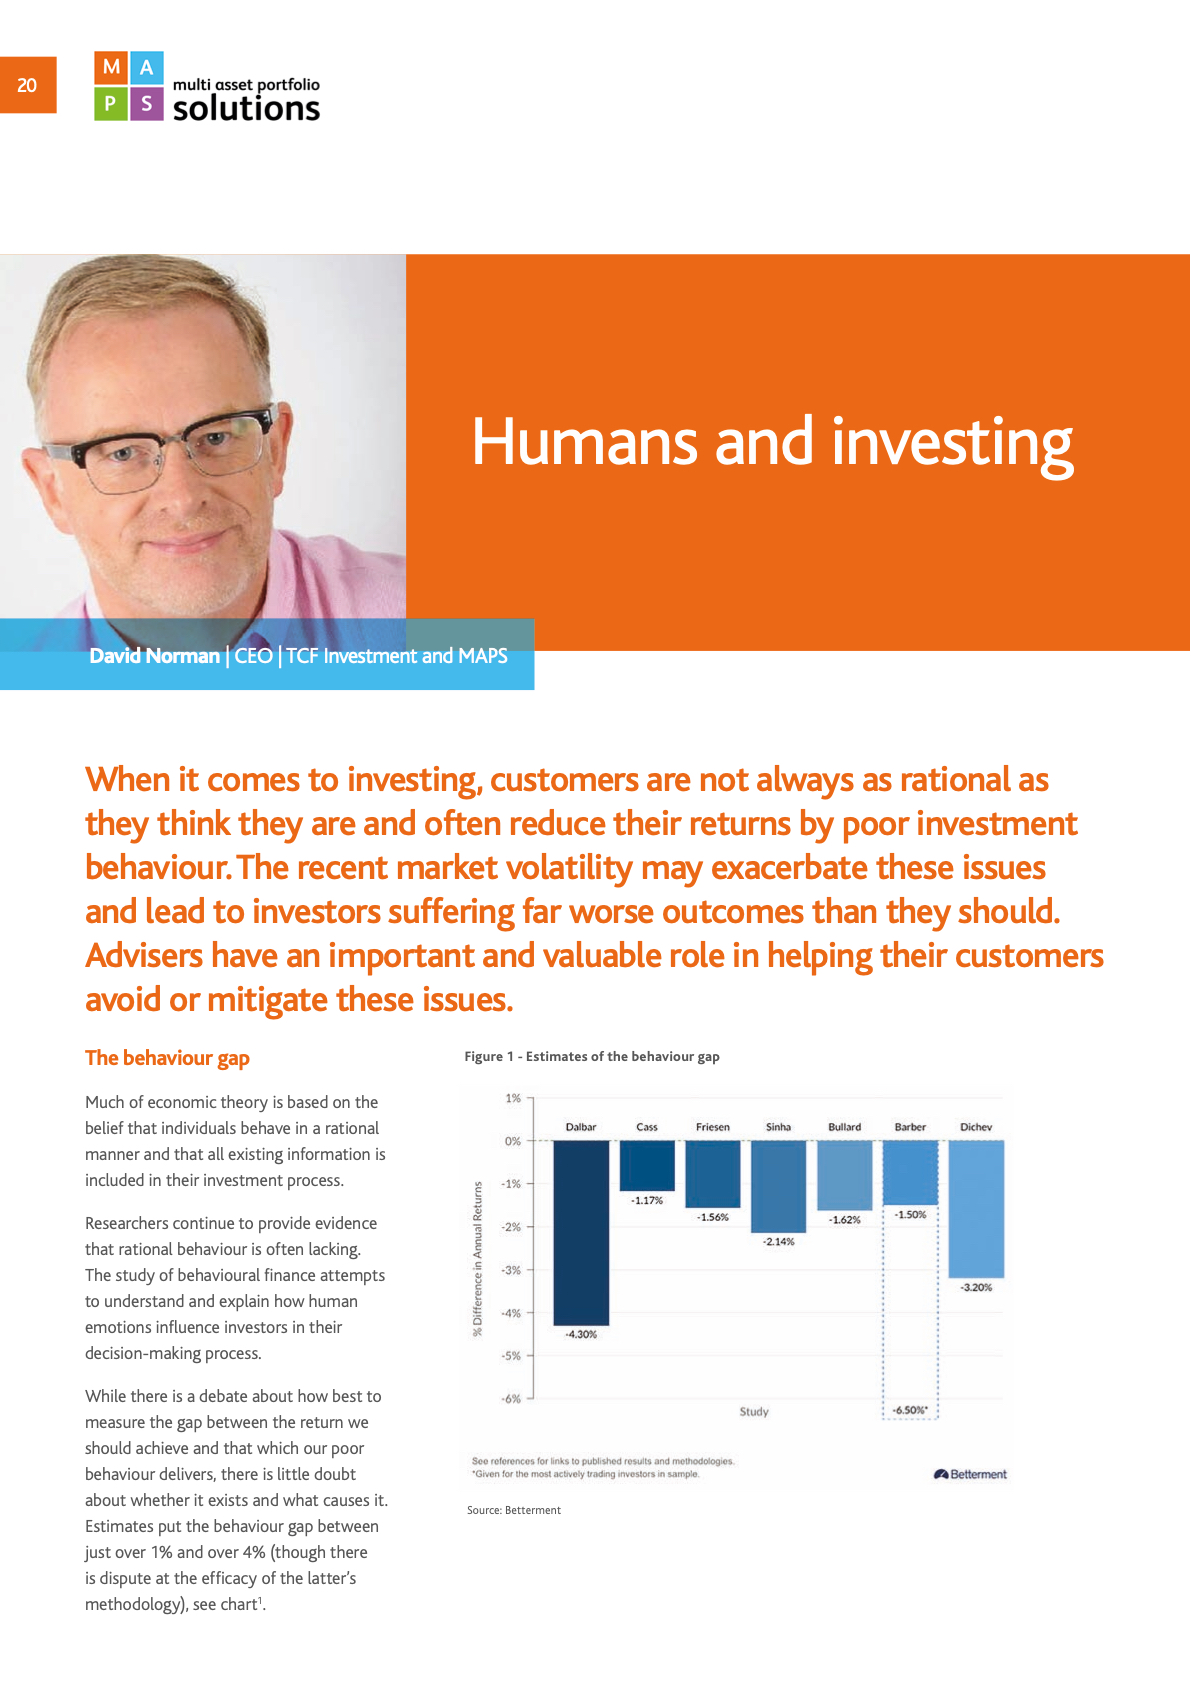 20
M A
P S
multi asset portfolio
solutions
Humans and investing
David Norman | CEO | TCF Investment and MAPS
When it comes to investing, customers are not always as rational as
they think they are and often reduce their returns by poor investment
behaviour. The recent market volatility may exacerbate these issues
and lead to investors suffering far worse outcomes than they should.
Advisers have an important and valuable role in helping their customers
avoid or mitigate these issues.
The behaviour gap
Much of economic theory is based on the
belief that individuals behave in a rational
manner and that all existing information is
included in their investment process.
Researchers continue to provide evidence
that rational behaviour is often lacking.
The study of behavioural finance attempts
to understand and explain how human
emotions influence investors in their
decision-making process.
While there is a debate about how best to
measure the gap between the return we
should achieve and that which our poor
behaviour delivers, there is little doubt
about whether it exists and what causes it.
Estimates put the behaviour gap between
just over 1% and over 4% (though there
is dispute at the efficacy of the latter's
methodology), see chart¹.
Figure 1 - Estimates of the behaviour gap
% Difference in Annual Returns
1%
0%
-1%
-2%
-3%
-4%
-5%
-6%
Dalbar Cass Friesen Sinha Bullard Barber Dichev
-4.30%
-1.17%
-1.56%
-2.14%
-1.62%
-1.50%
-6.50%*
-3.20%
Study
See references for links to published results and methodologies.
*Given for the most actively trading investors in sample.
Betterment
Source: Betterment